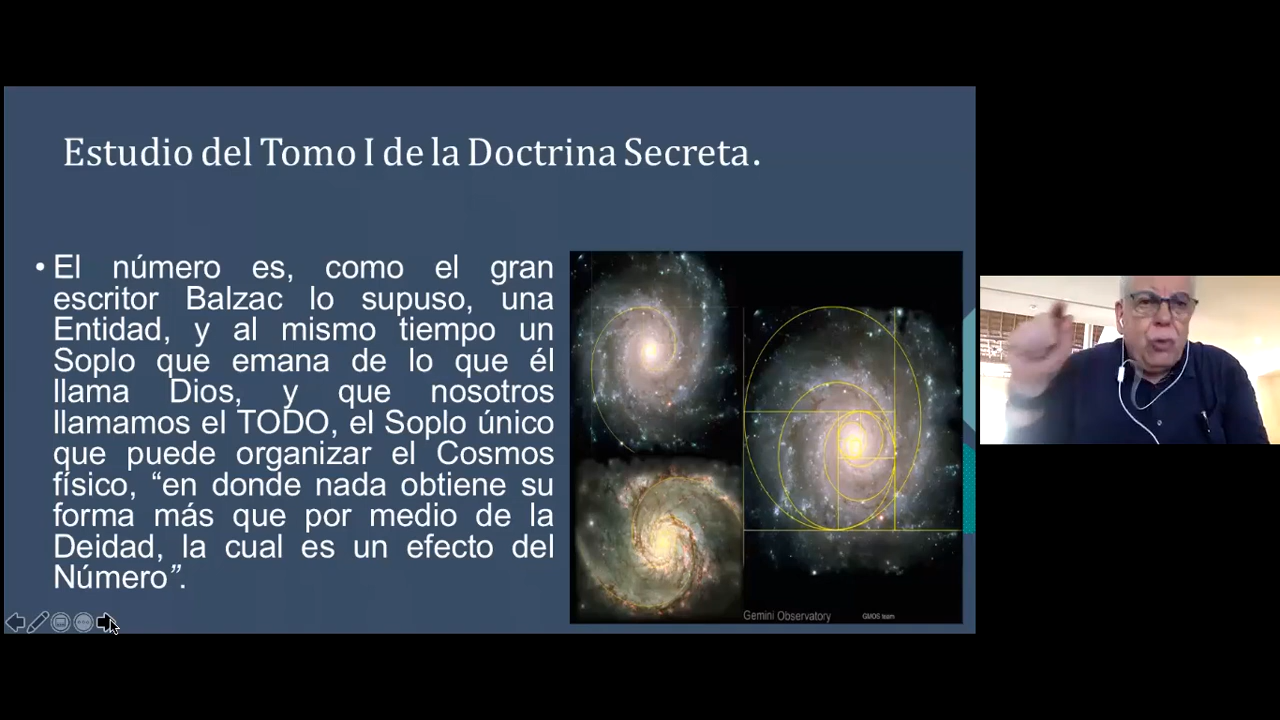 Estudio del Tomo I de la Doctrina Secreta.
• El número es, como el gran
escritor Balzac lo supuso, una
Entidad, y al mismo tiempo un
Soplo que emana de lo que él
llama Dios, y que nosotros
llamamos el TODO, el Soplo único
que puede organizar el Cosmos
físico, “en donde nada obtiene su
forma más que por medio de la
Deidad, la cual es un efecto del
Número”.
Gemini Observatory
GMOS team